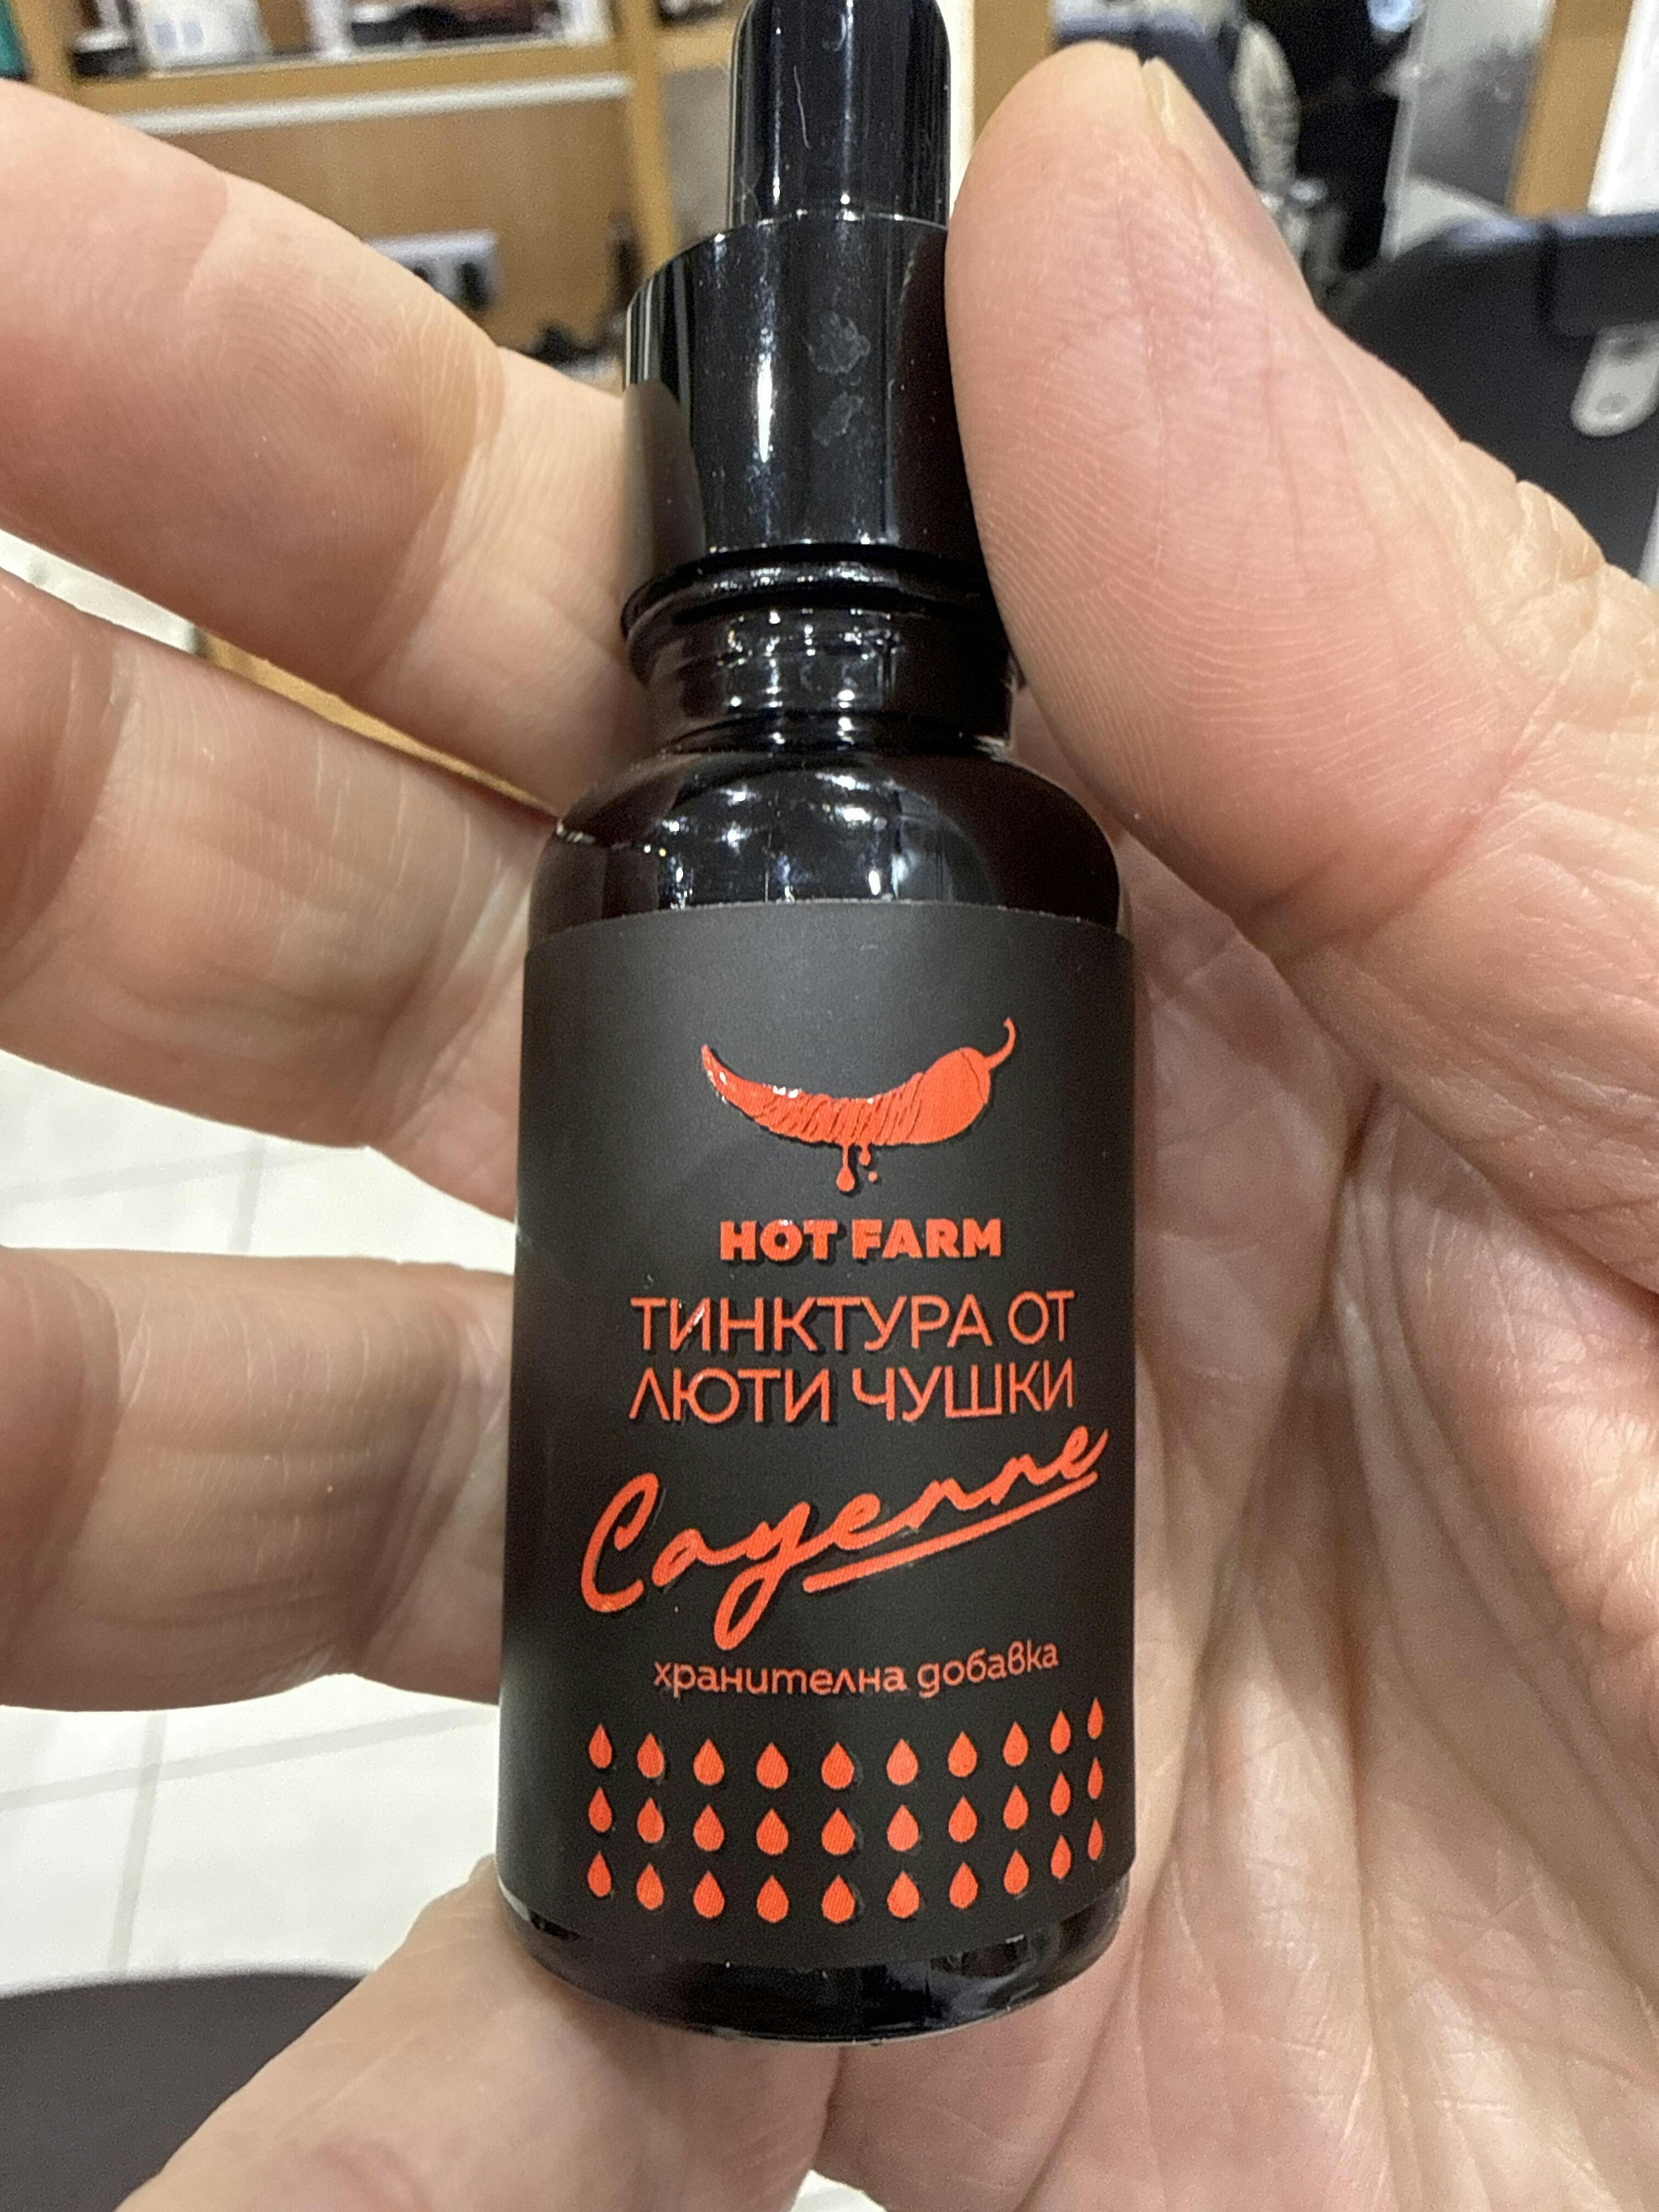 HOT FARM
ТИНКТУРА ОТ
ЛЮТИ ЧУШКИ
Cayenne
хранителна добавка